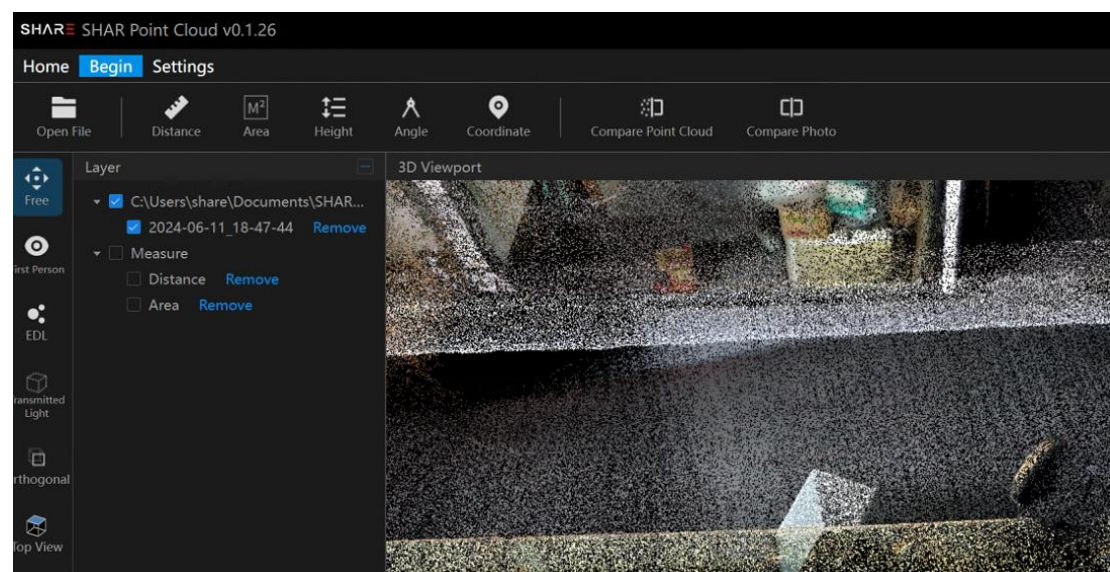 SHARE SHAR Point Cloud v0.1.26
Home Begin Settings
Open File Distance M² Area Height Angle Coordinate Compare Point Cloud Compare Photo
Layer
3D Viewport
Free
C:\Users\share\Documents\SHAR...
2024-06-11_18-47-44 Remove
Measure
irst Person
Distance Remove
Area Remove
EDL
ransmitted
Light
rthogonal
Top View